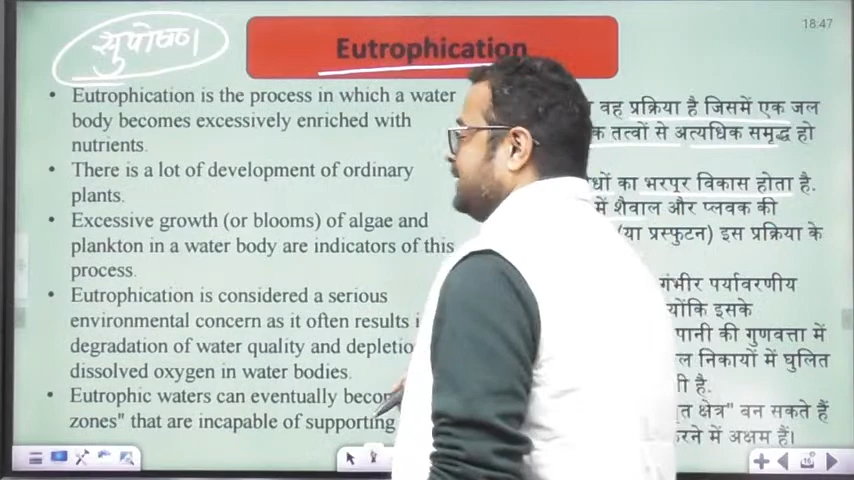 18:47
सुपोषण
Eutrophication
• Eutrophication is the process in which a water
body becomes excessively enriched with
nutrients.
• There is a lot of development of ordinary
plants.
• Excessive growth (or blooms) of algae and
plankton in a water body are indicators of this
process.
• Eutrophication is considered a serious
environmental concern as it often results
degradation of water quality and
dissolved oxygen in water bodies.
• Eutrophic waters can eventually
zones" that are incapable of supporting
वह प्रक्रिया है जिसमें एक जल
तत्वों से अत्यधिक समृद्ध हो
का भरपूर विकास होता है.
में शैवाल और प्लवक की
(या प्रस्फुटन) इस प्रक्रिया के
गंभीर पर्यावरणीय
इसके
पानी की गुणवत्ता में
निकायों में घुलित
है.
क्षेत्र" बन सकते हैं
में अक्षम हैं।